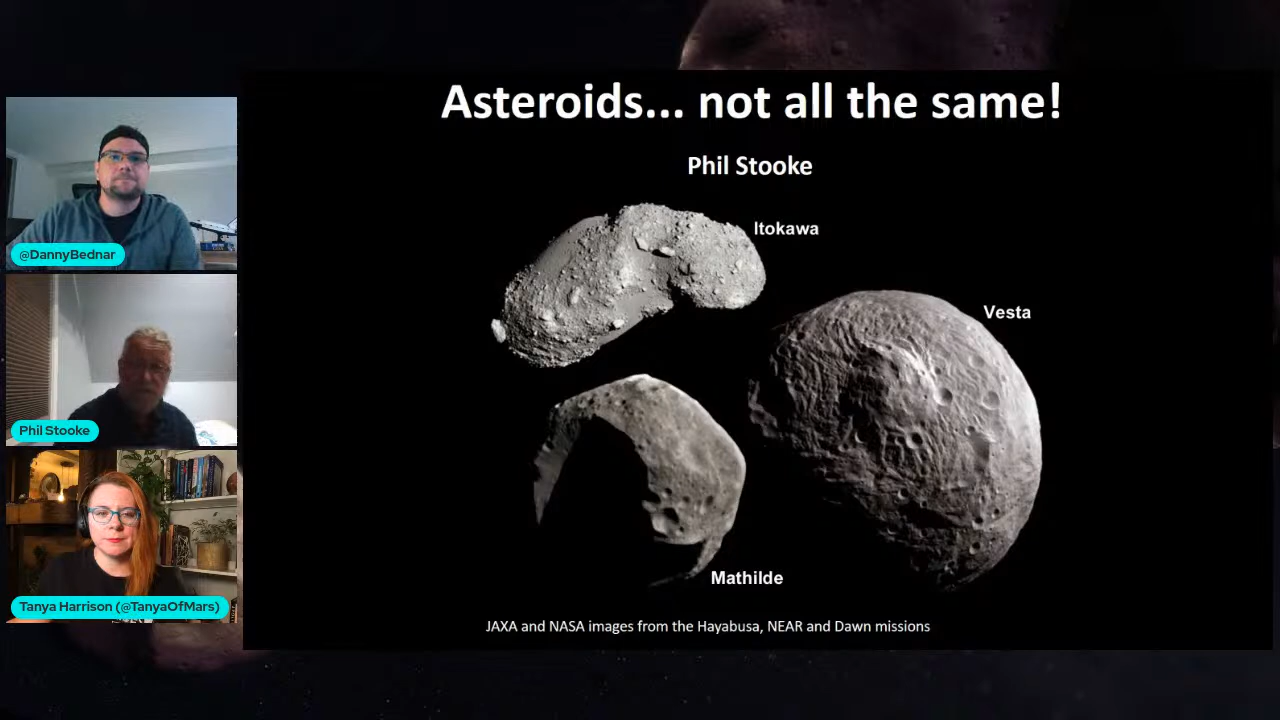 Asteroids... not all the same!
Phil Stooke
Itokawa
Vesta
Mathilde
JAXA and NASA images from the Hayabusa, NEAR and Dawn missions
@DannyBednar
Phil Stooke
Tanya Harrison (@TanyaOfMars)